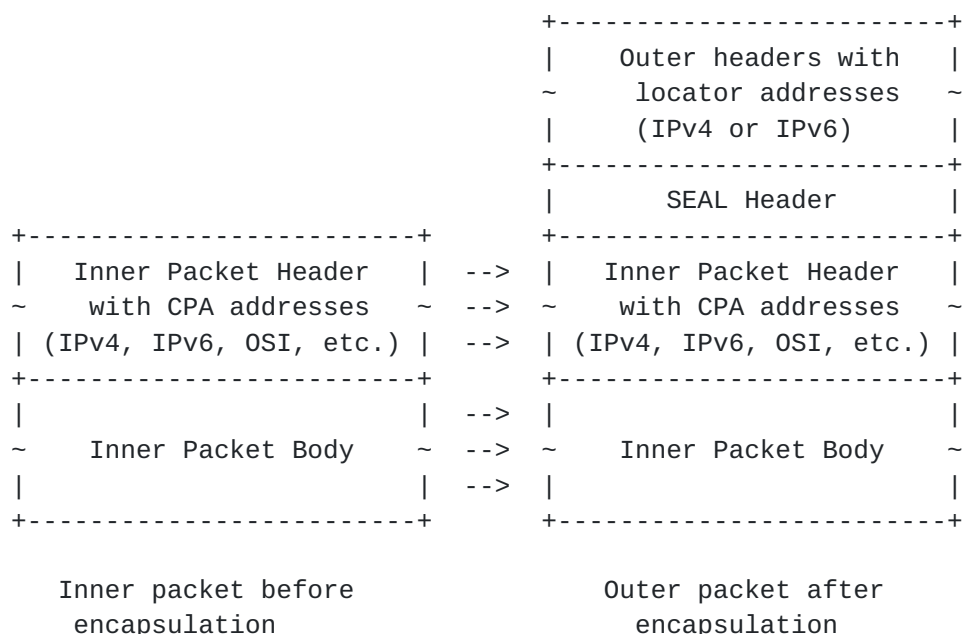 +-------------------------+
|    Outer headers with   |
~     locator addresses   ~
|     (IPv4 or IPv6)      |
+-------------------------+
|       SEAL Header       |
+-------------------------+      +-------------------------+
|   Inner Packet Header   |  --> |   Inner Packet Header   |
~    with CPA addresses   ~  --> ~    with CPA addresses   ~
| (IPv4, IPv6, OSI, etc.) |  --> | (IPv4, IPv6, OSI, etc.) |
+-------------------------+      +-------------------------+
|                         |  --> |                         |
~    Inner Packet Body    ~  --> ~    Inner Packet Body    ~
|                         |  --> |                         |
+-------------------------+      +-------------------------+
Inner packet before              Outer packet after
encapsulation                    encapsulation